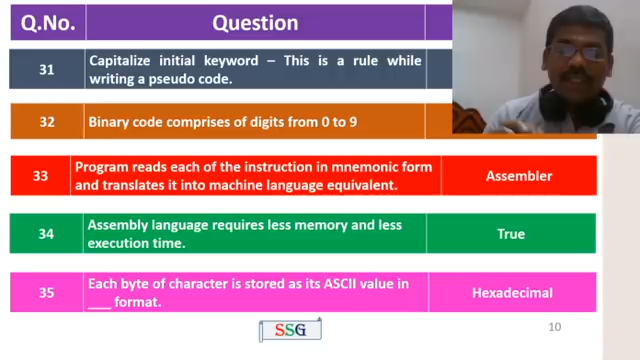 Q.No. Question
31 Capitalize initial keyword – This is a rule while
writing a pseudo code.
32 Binary code comprises of digits from 0 to 9
33 Program reads each of the instruction in mnemonic form
and translates it into machine language equivalent. Assembler
34 Assembly language requires less memory and less
execution time. True
35 Each byte of character is stored as its ASCII value in
___ format. Hexadecimal
SSG
10